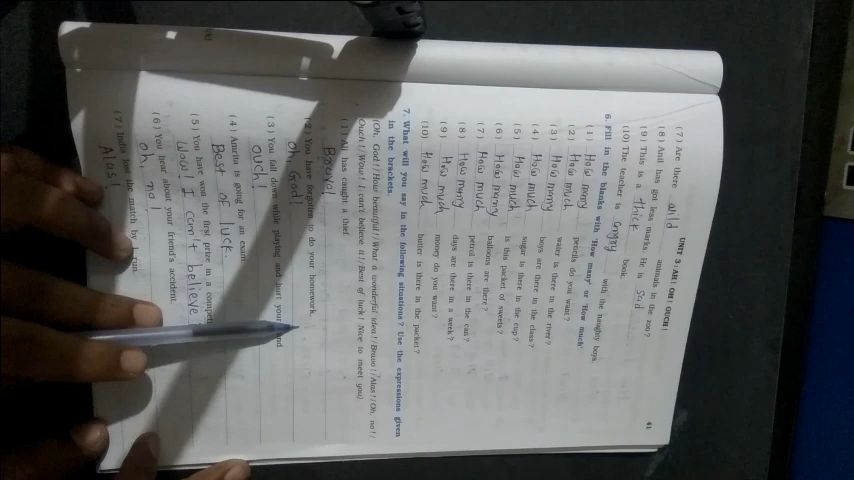 UNIT 3 : AH! OH! OUCH! 41
(7) Are there wild animals in the zoo?
(8) Anil has got less marks. He is sad
(9) This is a thick book.
(10) The teacher is angry with the naughty boys.
6. Fill in the blanks with 'How many' or 'How much'.
(1) How many pencils do you want?
(2) How much water is there in the river?
(3) How many boys are there in the class?
(4) How much sugar is there in the cup?
(5) How much is this packet of sweets?
(6) How many balloons are there?
(7) How much petrol is there in the can?
(8) How many days are there in a week?
(9) How much money do you want?
(10) How much butter is there in the packet?
7. What will you say in the following situations? Use the expressions given
in the brackets.
(Oh, God! / How beautiful! / What a wonderful idea! / Bravo! / Alas! / Oh, no! /
Ouch! / Wow! I can't believe it! / Best of luck! / Nice to meet you)
(1) Ali has caught a thief
(2) You have forgotten to do your homework.
Oh, God!
(3) You fall down while playing and hurt your
ouch!
(4) Amrita is going for an exam.
Best of luck.
(5) You have won the first prize in a
Wow! I can't believe
(6) You hear about your friend's accident.
oh, no!
(7) India lost the match by 1 run.
Alas!